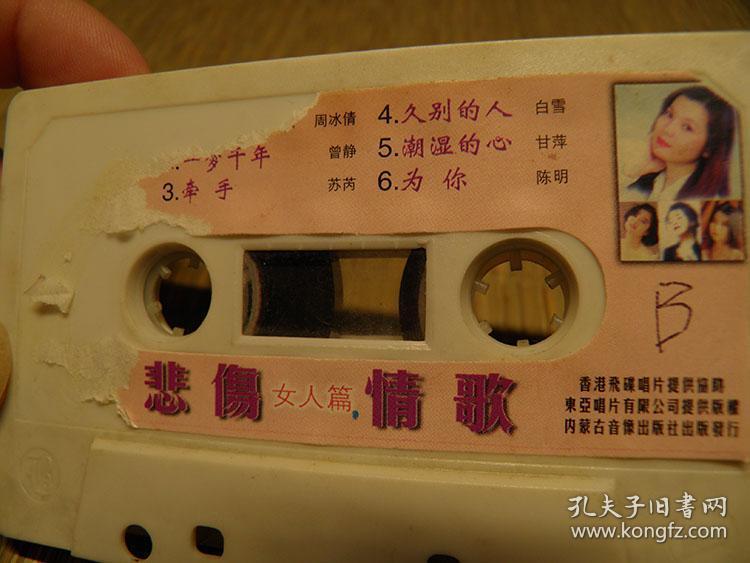 周冰倩
一梦千年 曾静
3.牵手 苏芮
4.久别的人 白雪
5.潮湿的心 甘萍
6.为你 陈明
B
悲傷 女人篇 情歌
香港飛碟唱片提供協助
東亞唱片有限公司提供版權
内蒙古音像出版社出版發行
孔夫子旧书网
www.kongfz.com